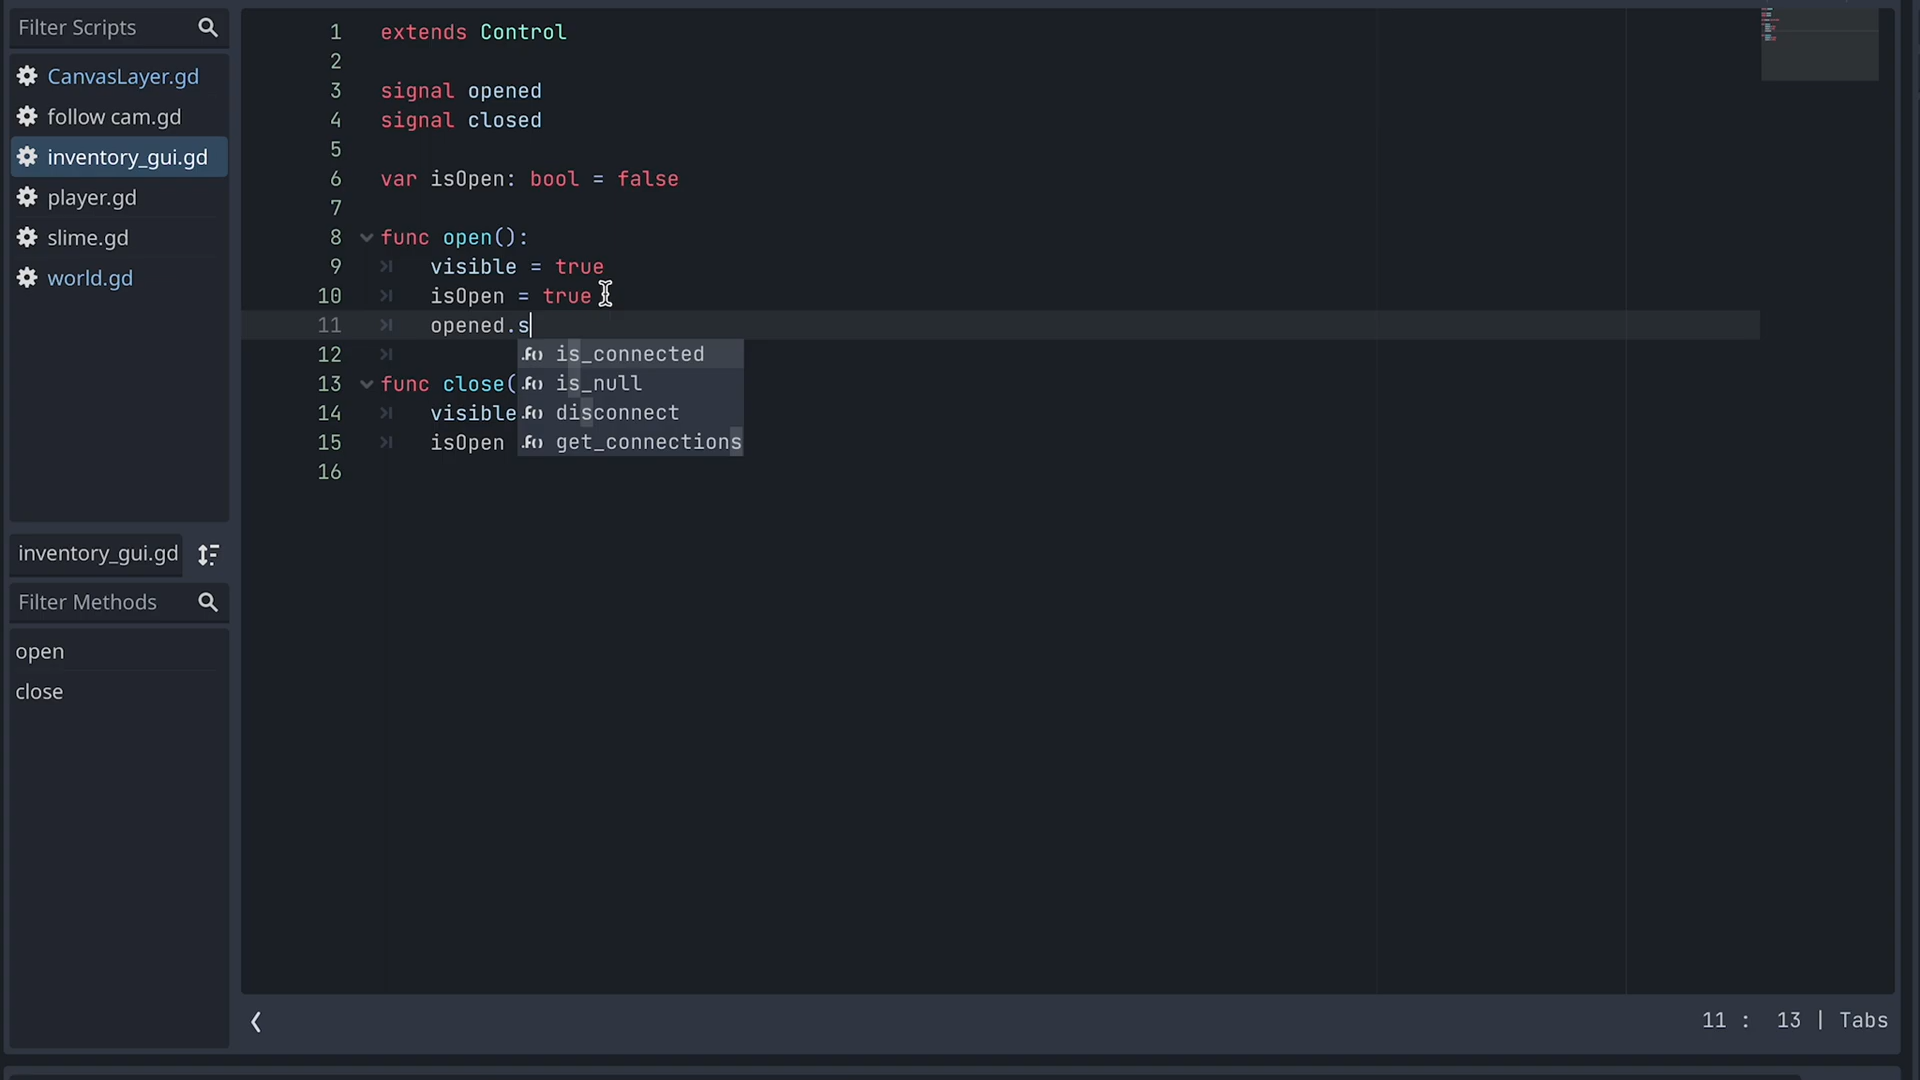 Filter Scripts
CanvasLayer.gd
follow cam.gd
inventory_gui.gd
player.gd
slime.gd
world.gd
inventory_gui.gd
Filter Methods
open
close
1 extends Control
2
3 signal opened
4 signal closed
5
6 var isOpen: bool = false
7
8 func open():
9 visible = true
10 isOpen = true
11 opened.s
12
13 func close(
14 visible
15 isOpen
16
.f() is_connected
.f() is_null
.f() disconnect
.f() get_connections
11 : 13 | Tabs